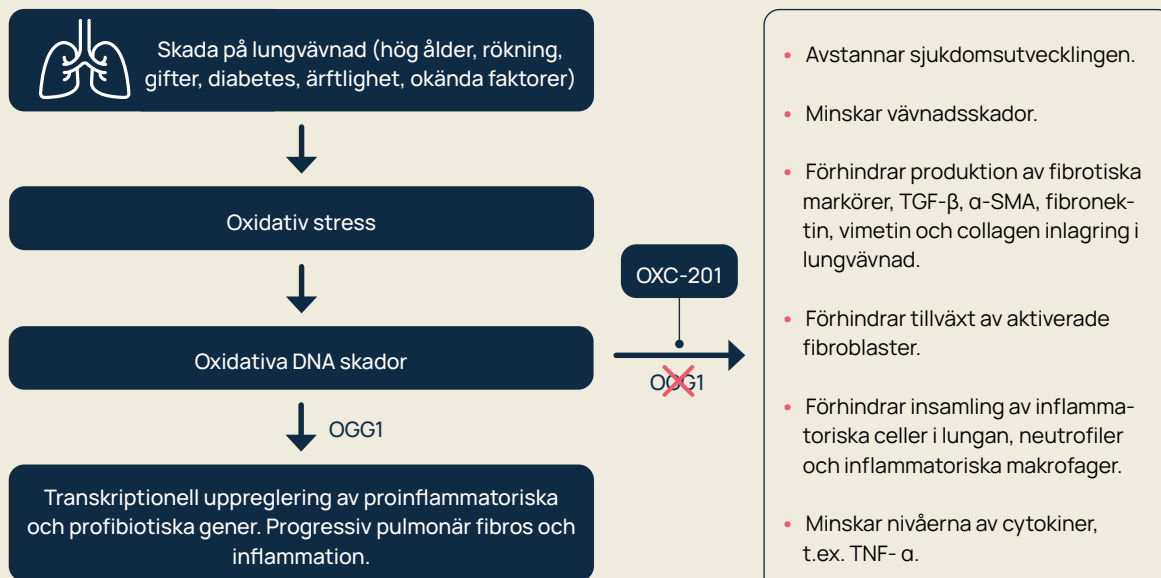 Skada på lungvävnad (hög ålder, rökning,
gifter, diabetes, ärftlighet, okända faktorer)
Oxidativ stress
Oxidativa DNA skador
OGG1
Transkriptionell uppreglering av proinflammatoriska
och profibiotiska gener. Progressiv pulmonär fibros och
inflammation.
OXC-201
OGG1
• Avstannar sjukdomsutvecklingen.
• Minskar vävnadsskador.
• Förhindrar produktion av fibrotiska
markörer, TGF-β, α-SMA, fibronek-
tin, vimetin och collagen inlagring i
lungvävnad.
• Förhindrar tillväxt av aktiverade
fibroblaster.
• Förhindrar insamling av inflamma-
toriska celler i lungan, neutrofiler
och inflammatoriska makrofager.
• Minskar nivåerna av cytokiner,
t.ex. TNF- α.